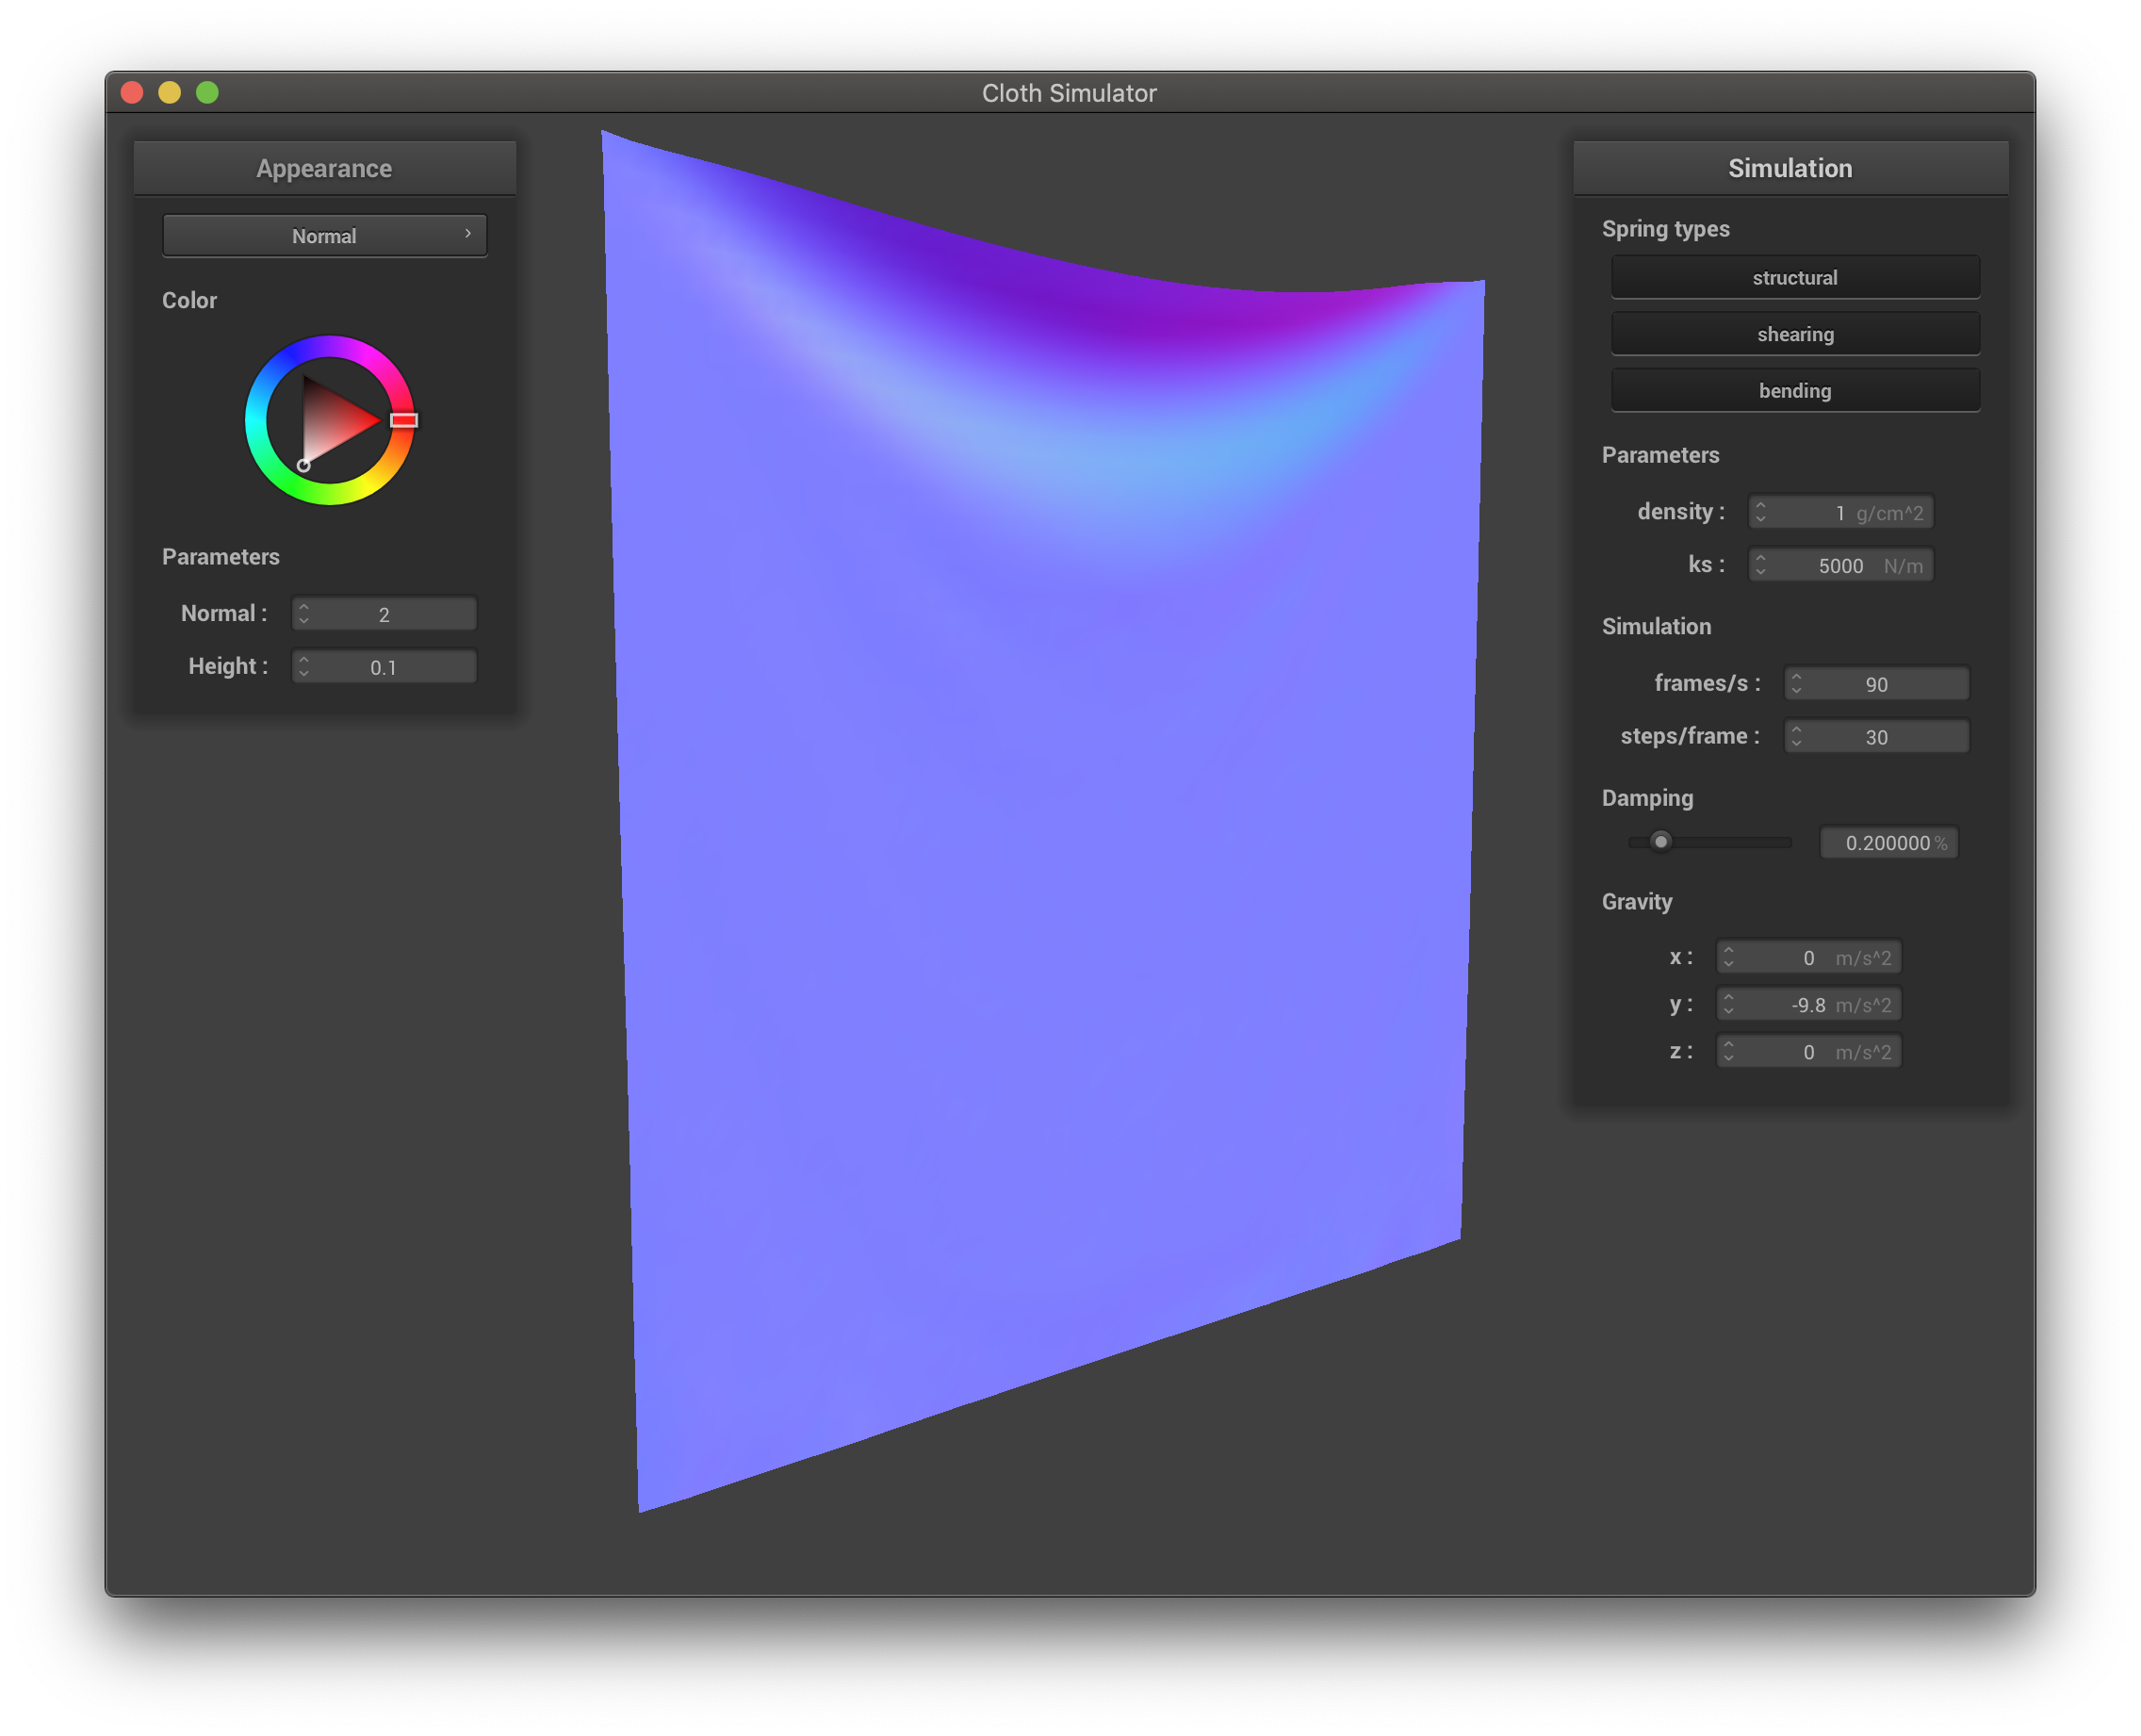 Cloth Simulator
Appearance
Normal
Color
Parameters
Normal : 2
Height : 0.1
Simulation
Spring types
structural
shearing
bending
Parameters
density : 1 g/cm^2
ks : 5000 N/m
Simulation
frames/s : 90
steps/frame : 30
Damping
0.200000 %
Gravity
x : 0 m/s^2
y : -9.8 m/s^2
z : 0 m/s^2